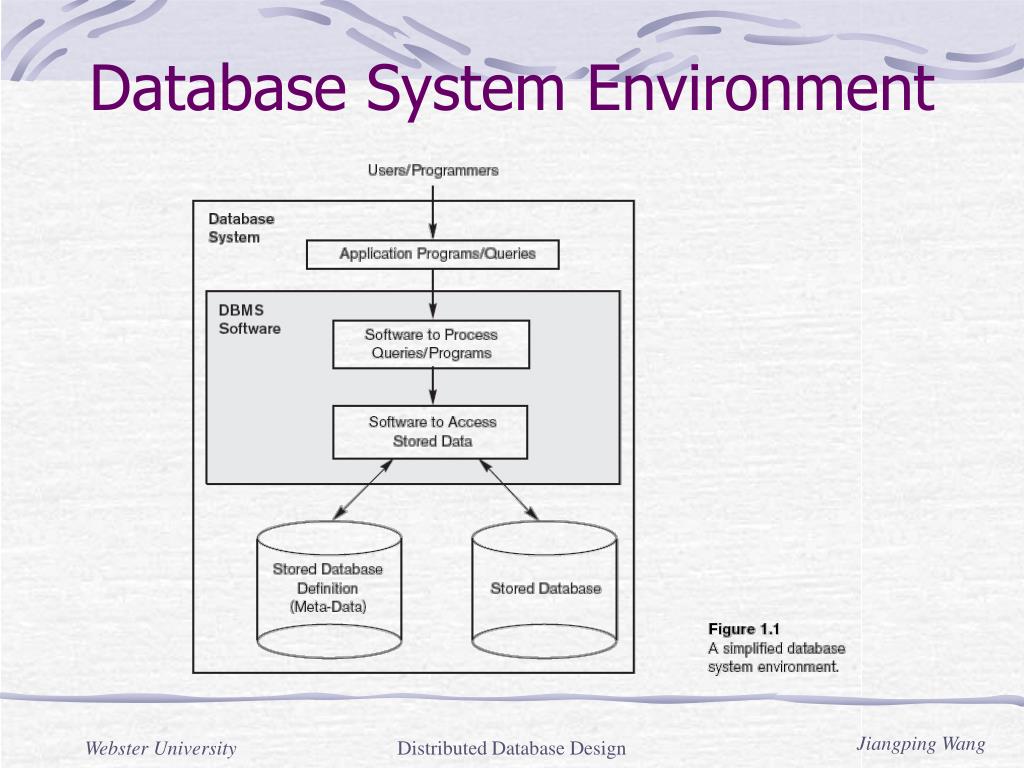 Database System Environment
Users/Programmers
Database
System
Application Programs/Queries
DBMS
Software
Software to Process
Queries/Programs
Software to Access
Stored Data
Stored Database
Definition
(Meta-Data)
Stored Database
Figure 1.1
A simplified database
system environment.
Webster University
Distributed Database Design
Jiangping Wang